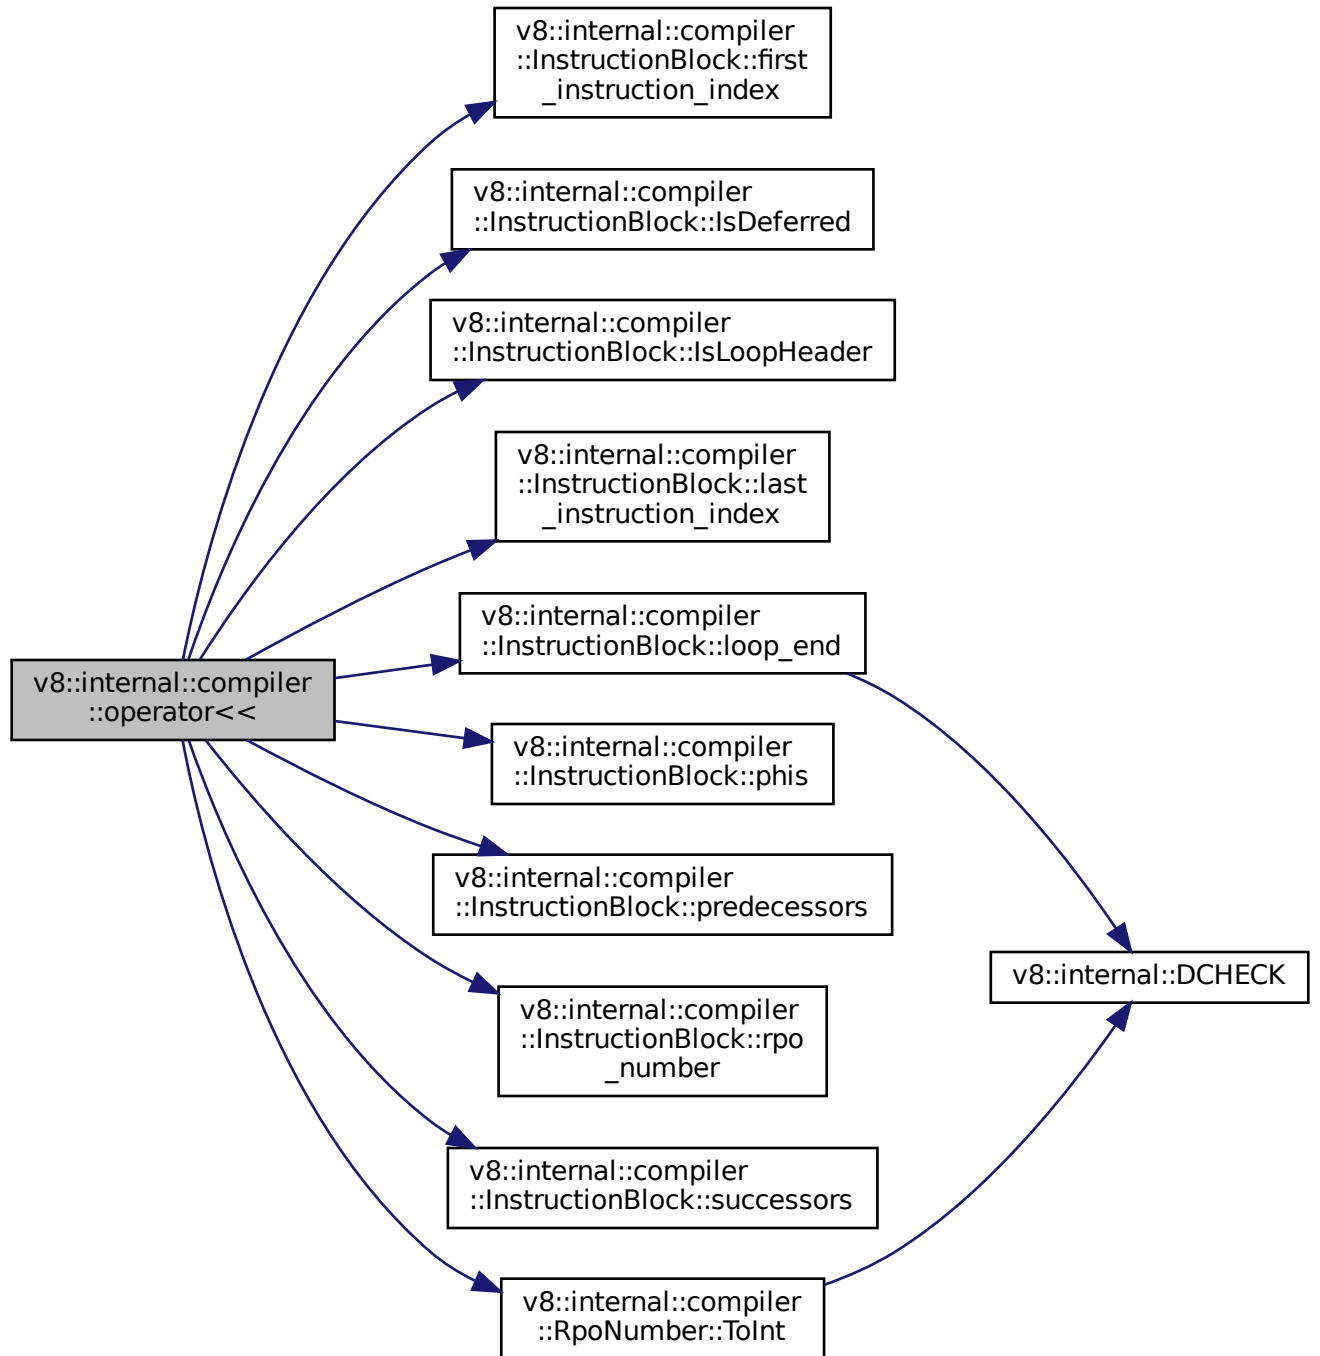 v8::internal::compiler
::InstructionBlock::first
_instruction_index
v8::internal::compiler
::InstructionBlock::IsDeferred
v8::internal::compiler
::InstructionBlock::IsLoopHeader
v8::internal::compiler
::InstructionBlock::last
_instruction_index
v8::internal::compiler
::InstructionBlock::loop_end
v8::internal::compiler
::operator<<
v8::internal::compiler
::InstructionBlock::phis
v8::internal::compiler
::InstructionBlock::predecessors
v8::internal::DCHECK
v8::internal::compiler
::InstructionBlock::rpo
_number
v8::internal::compiler
::InstructionBlock::successors
v8::internal::compiler
::RpoNumber::ToInt